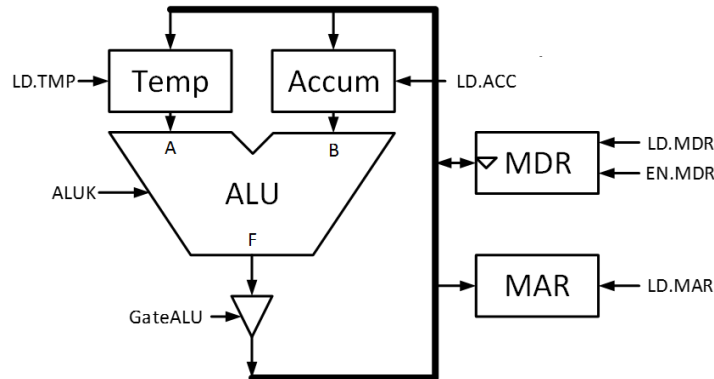 LD.TMP
Temp
Accum
LD.ACC
A
B
ALUK
ALU
F
MDR
LD.MDR
EN.MDR
MAR
LD.MAR
GateALU